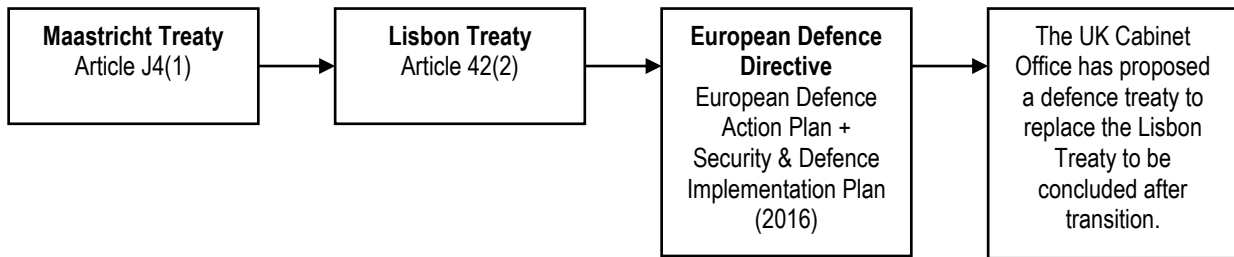 Maastricht Treaty
Article J4(1)
Lisbon Treaty
Article 42(2)
European Defence
Directive
European Defence
Action Plan +
Security & Defence
Implementation Plan
(2016)
The UK Cabinet
Office has proposed
a defence treaty to
replace the Lisbon
Treaty to be
concluded after
transition.